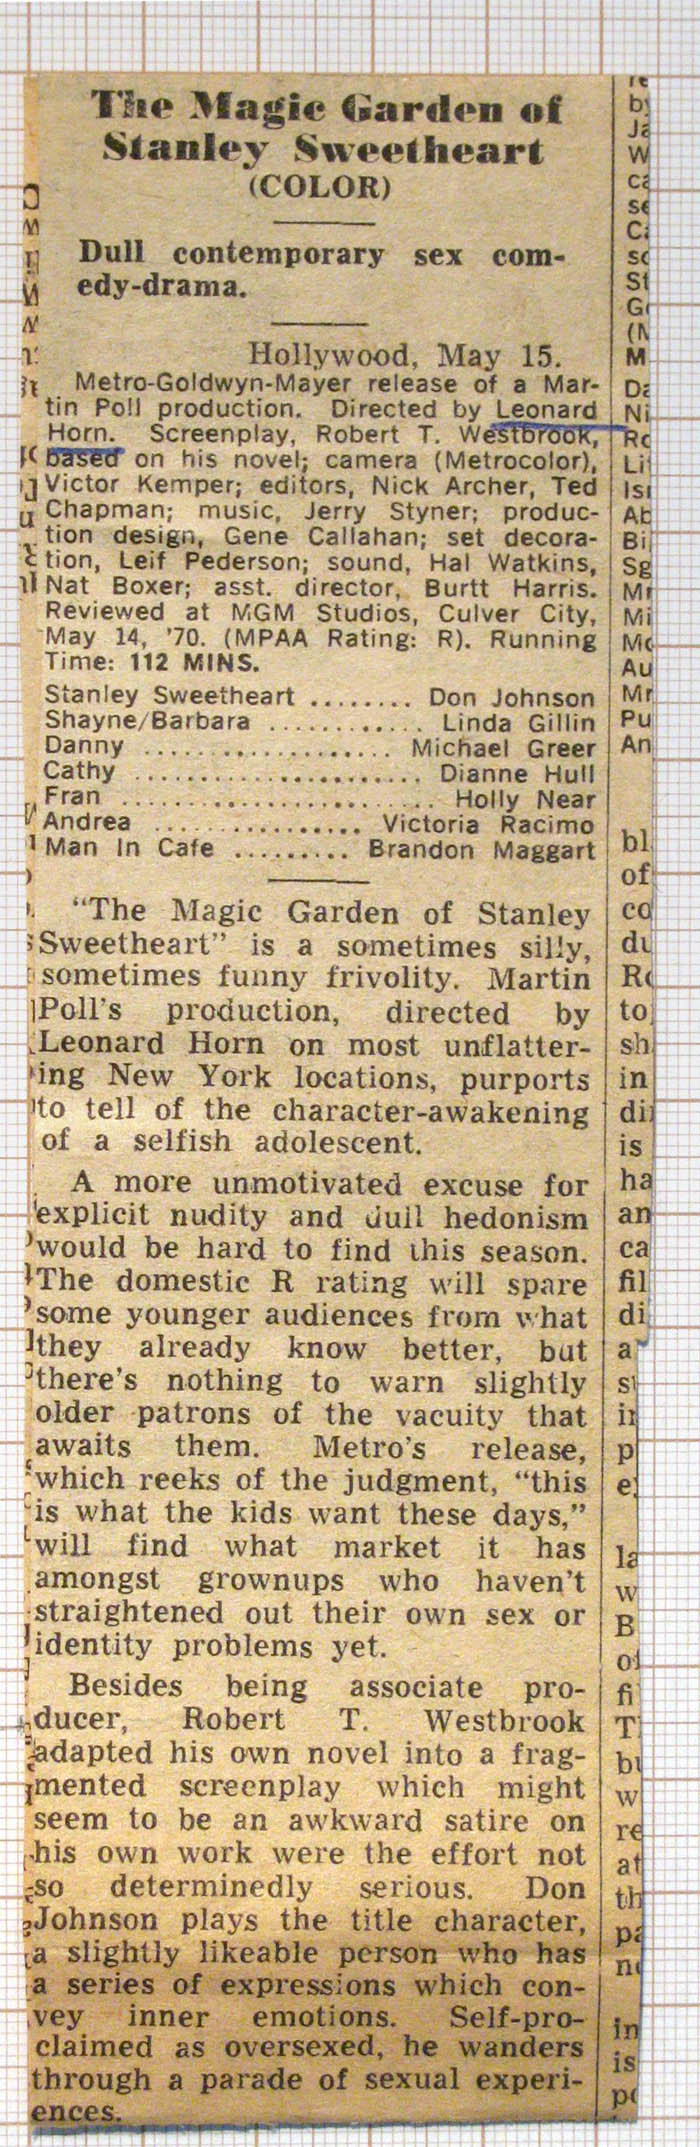 The Magic Garden of
Stanley Sweetheart
(COLOR)
Dull contemporary sex com-
edy-drama.
Hollywood, May 15.
Metro-Goldwyn-Mayer release of a Mar-
tin Poll production. Directed by Leonard
Horn. Screenplay, Robert T. Westbrook,
based on his novel; camera (Metrocolor),
Victor Kemper; editors, Nick Archer, Ted
Chapman; music, Jerry Styner; produc-
tion design, Gene Callahan; set decora-
tion, Leif Pederson; sound, Hal Watkins,
Nat Boxer; asst. director, Burtt Harris.
Reviewed at MGM Studios, Culver City,
May 14, '70. (MPAA Rating: R). Running
Time: 112 MINS.
Stanley Sweetheart ........ Don Johnson
Shayne/Barbara ............ Linda Gillin
Danny .................... Michael Greer
Cathy ....................... Dianne Hull
Fran ......................... Holly Near
Andrea ................ Victoria Racimo
Man In Cafe ......... Brandon Maggart
"The Magic Garden of Stanley
Sweetheart" is a sometimes silly,
sometimes funny frivolity. Martin
Poll's production, directed by
Leonard Horn on most unflatter-
ing New York locations, purports
to tell of the character-awakening
of a selfish adolescent.
A more unmotivated excuse for
explicit nudity and dull hedonism
would be hard to find this season.
The domestic R rating will spare
some younger audiences from what
they already know better, but
there's nothing to warn slightly
older patrons of the vacuity that
awaits them. Metro's release,
which reeks of the judgment, "this
is what the kids want these days,"
will find what market it has
amongst grownups who haven't
straightened out their own sex or
identity problems yet.
Besides being associate pro-
ducer, Robert T. Westbrook
adapted his own novel into a frag-
mented screenplay which might
seem to be an awkward satire on
his own work were the effort not
so determinedly serious. Don
Johnson plays the title character,
a slightly likeable person who has
a series of expressions which con-
vey inner emotions. Self-pro-
claimed as oversexed, he wanders
through a parade of sexual experi-
ences.